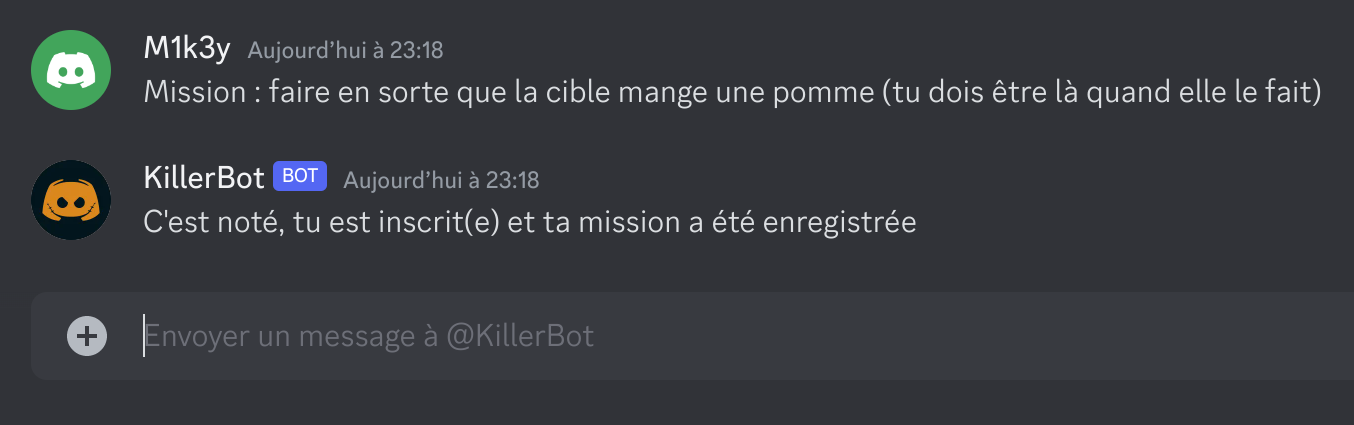 M1k3y Aujourd’hui à 23:18
Mission : faire en sorte que la cible mange une pomme (tu dois être là quand elle le fait)
KillerBot BOT Aujourd’hui à 23:18
C'est noté, tu est inscrit(e) et ta mission a été enregistrée
Envoyer un message à @KillerBot